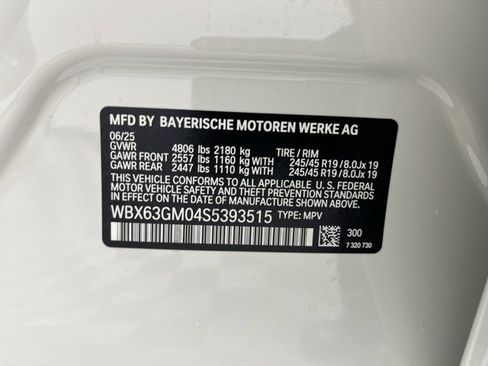 MFD BY BAYERISCHE MOTOREN WERKE AG
06/25
GVWR 4806 lbs 2180 kg TIRE / RIM
GAWR FRONT 2557 lbs 1160 kg WITH 245/45 R19 / 8.0Jx 19
GAWR REAR 2447 lbs 1110 kg WITH 245/45 R19 / 8.0Jx 19
THIS VEHICLE CONFORMS TO ALL APPLICABLE U.S. FEDERAL
MOTOR VEHICLE SAFETY, BUMPER, AND THEFT PREVENTION STANDARDS
IN EFFECT ON THE DATE OF MANUFACTURE SHOWN ABOVE.
WBX63GM04S5393515 TYPE: MPV
300
7 320 730